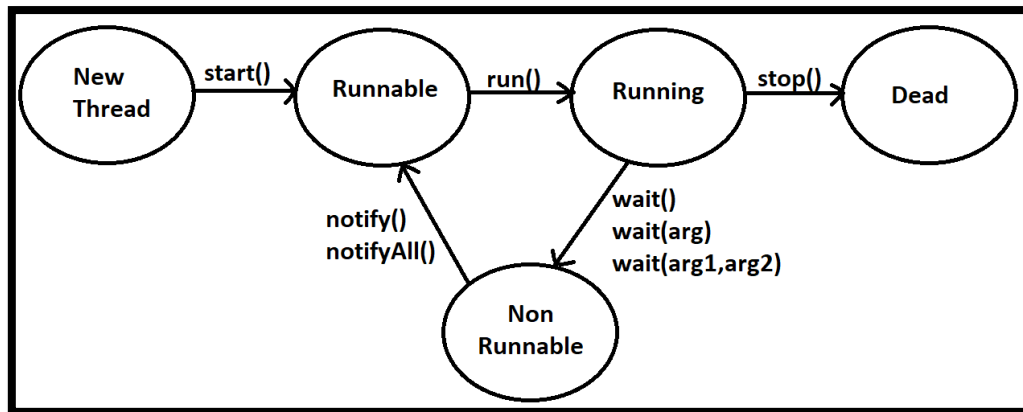 New
Thread
start()
Runnable
run()
Running
stop()
Dead
notify()
notifyAll()
wait()
wait(arg)
wait(arg1,arg2)
Non
Runnable